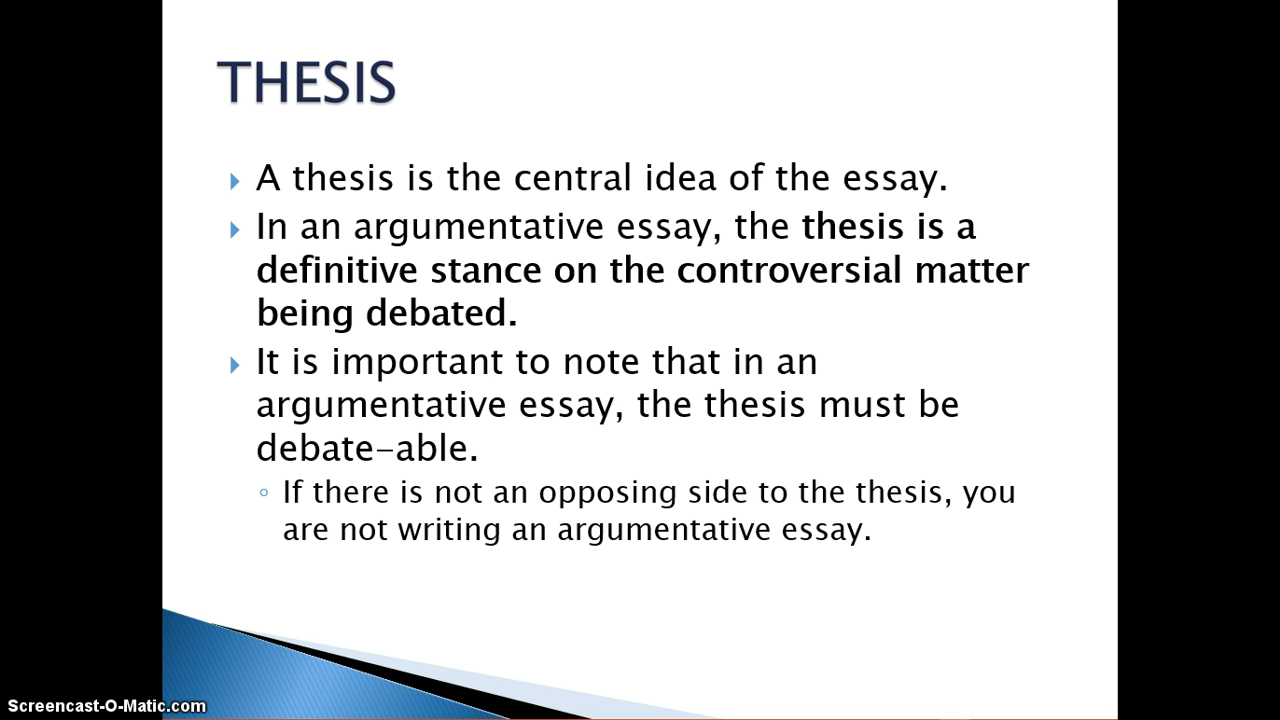 THESIS
A thesis is the central idea of the essay.
In an argumentative essay, the thesis is a
definitive stance on the controversial matter
being debated.
It is important to note that in an
argumentative essay, the thesis must be
debate-able.
If there is not an opposing side to the thesis, you
are not writing an argumentative essay.
Screencast-O-Matic.com